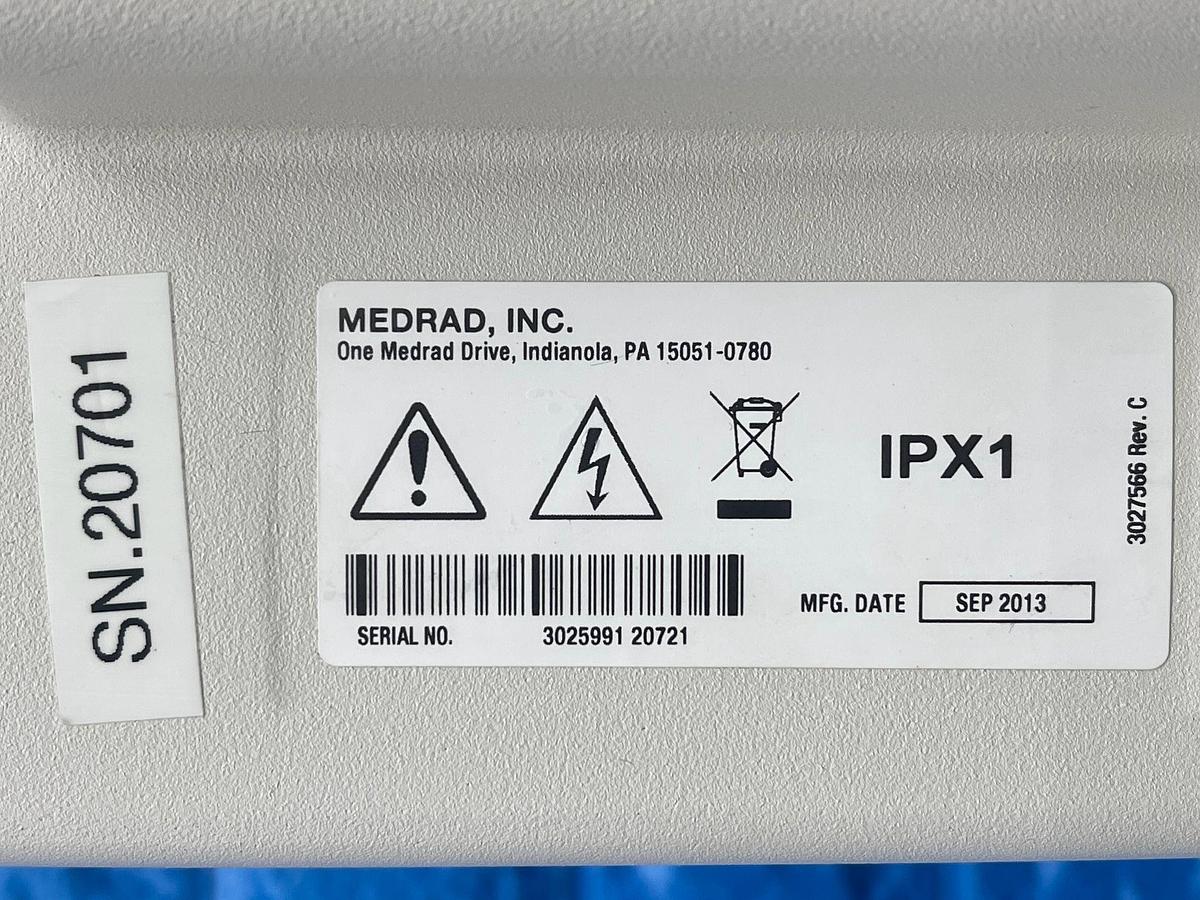 SN.20701
MEDRAD, INC.
One Medrad Drive, Indianola, PA 15051-0780
IPX1
3027566 Rev. C
SERIAL NO. 3025991 20721
MFG. DATE SEP 2013